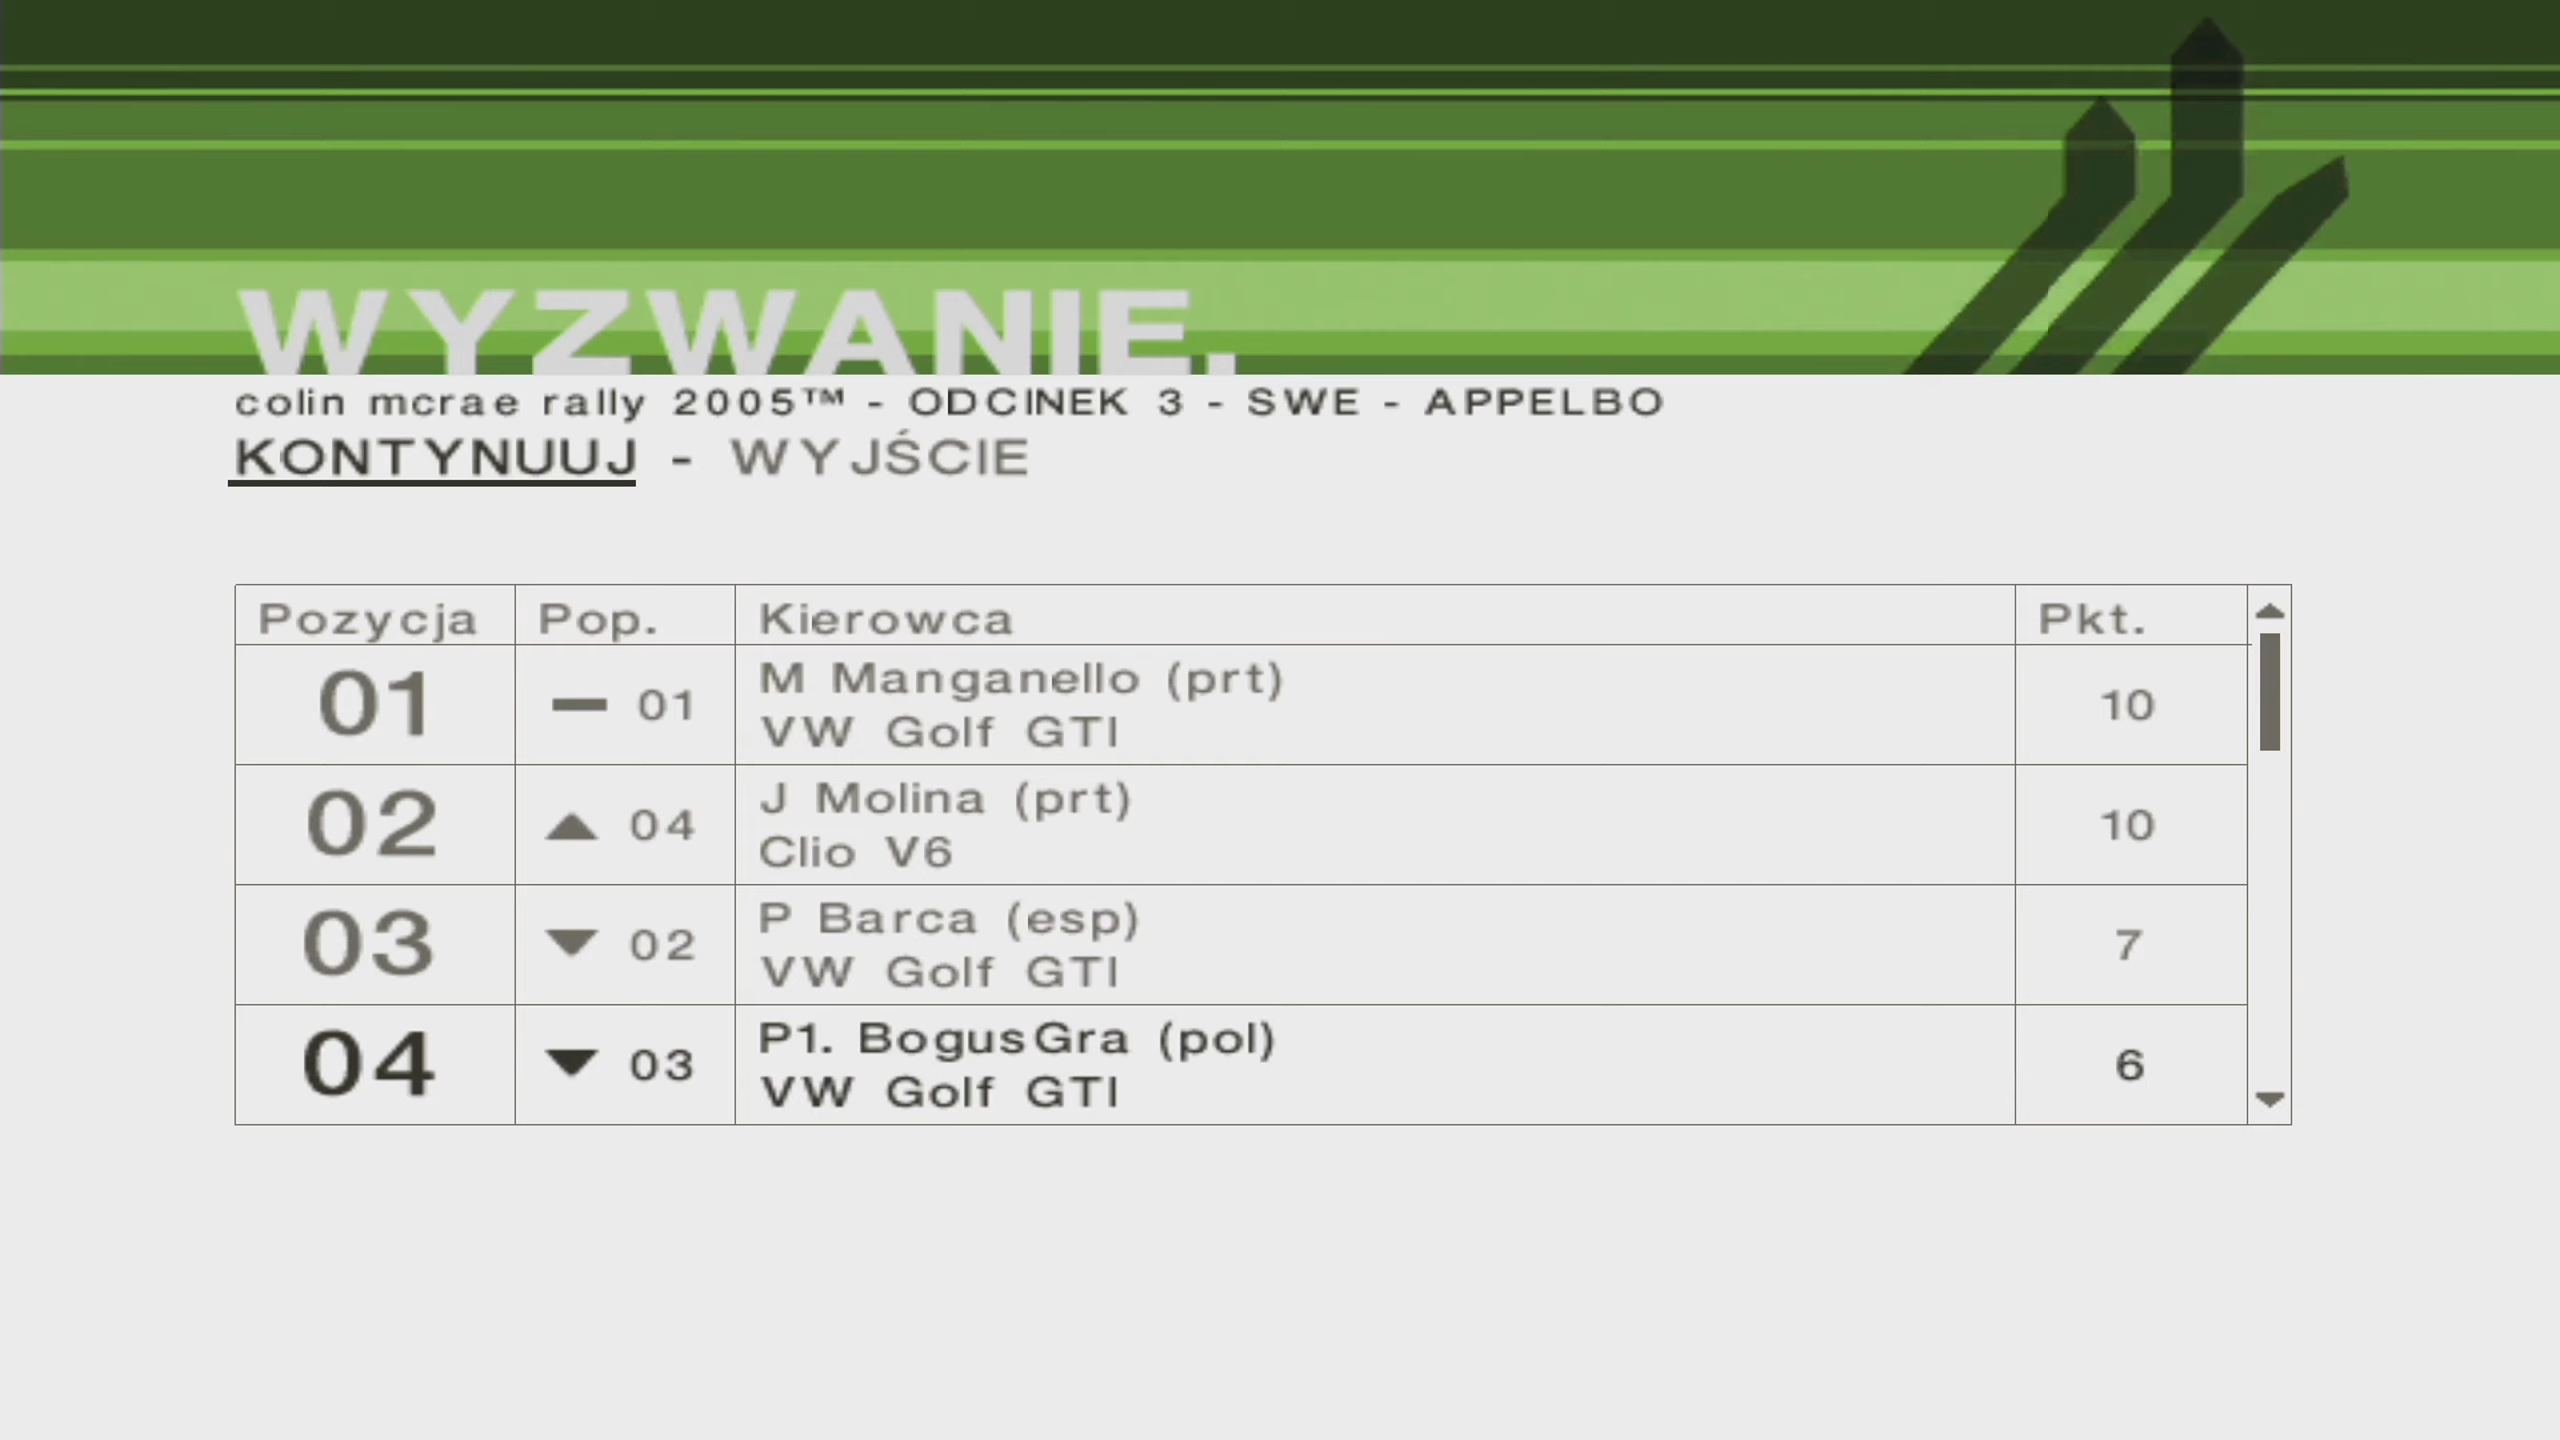 WYZWANIE.
colin mcrae rally 2005™ - ODCINEK 3 - SWE - APPELBO
KONTYNUUJ - WYJŚCIE
Pozycja Pop. Kierowca Pkt.
01 01 M Manganello (prt) 10
VW Golf GTI
02 04 J Molina (prt) 10
Clio V6
03 02 P Barca (esp) 7
VW Golf GTI
04 03 P1. BogusGra (pol) 6
VW Golf GTI